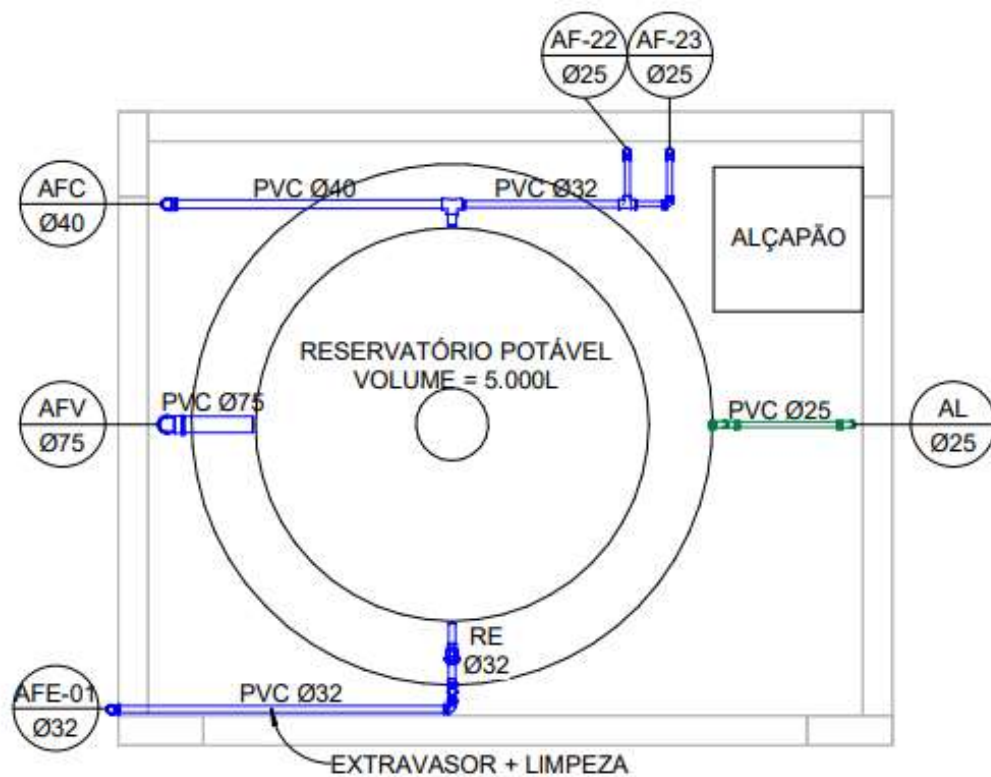 AF-22
Ø25
AF-23
Ø25
AFC
Ø40
PVC Ø40
PVC Ø32
ALÇAPÃO
RESERVATÓRIO POTÁVEL
VOLUME = 5.000L
AFV
Ø75
PVC Ø75
PVC Ø25
AL
Ø25
RE
Ø32
AFE-01
Ø32
PVC Ø32
EXTRAVASOR + LIMPEZA